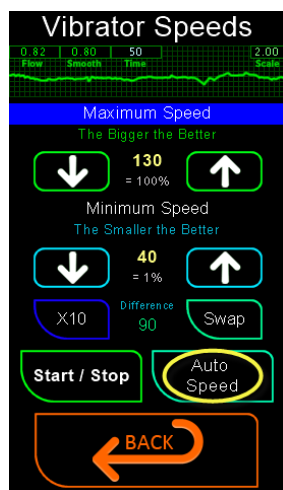 Vibrator Speeds
0.82 0.80 50 2.00
Flow Smooth Time Scale
Maximum Speed
The Bigger the Better
130
= 100%
Minimum Speed
The Smaller the Better
40
= 1%
X10
Difference
90
Swap
Start / Stop
Auto
Speed
BACK